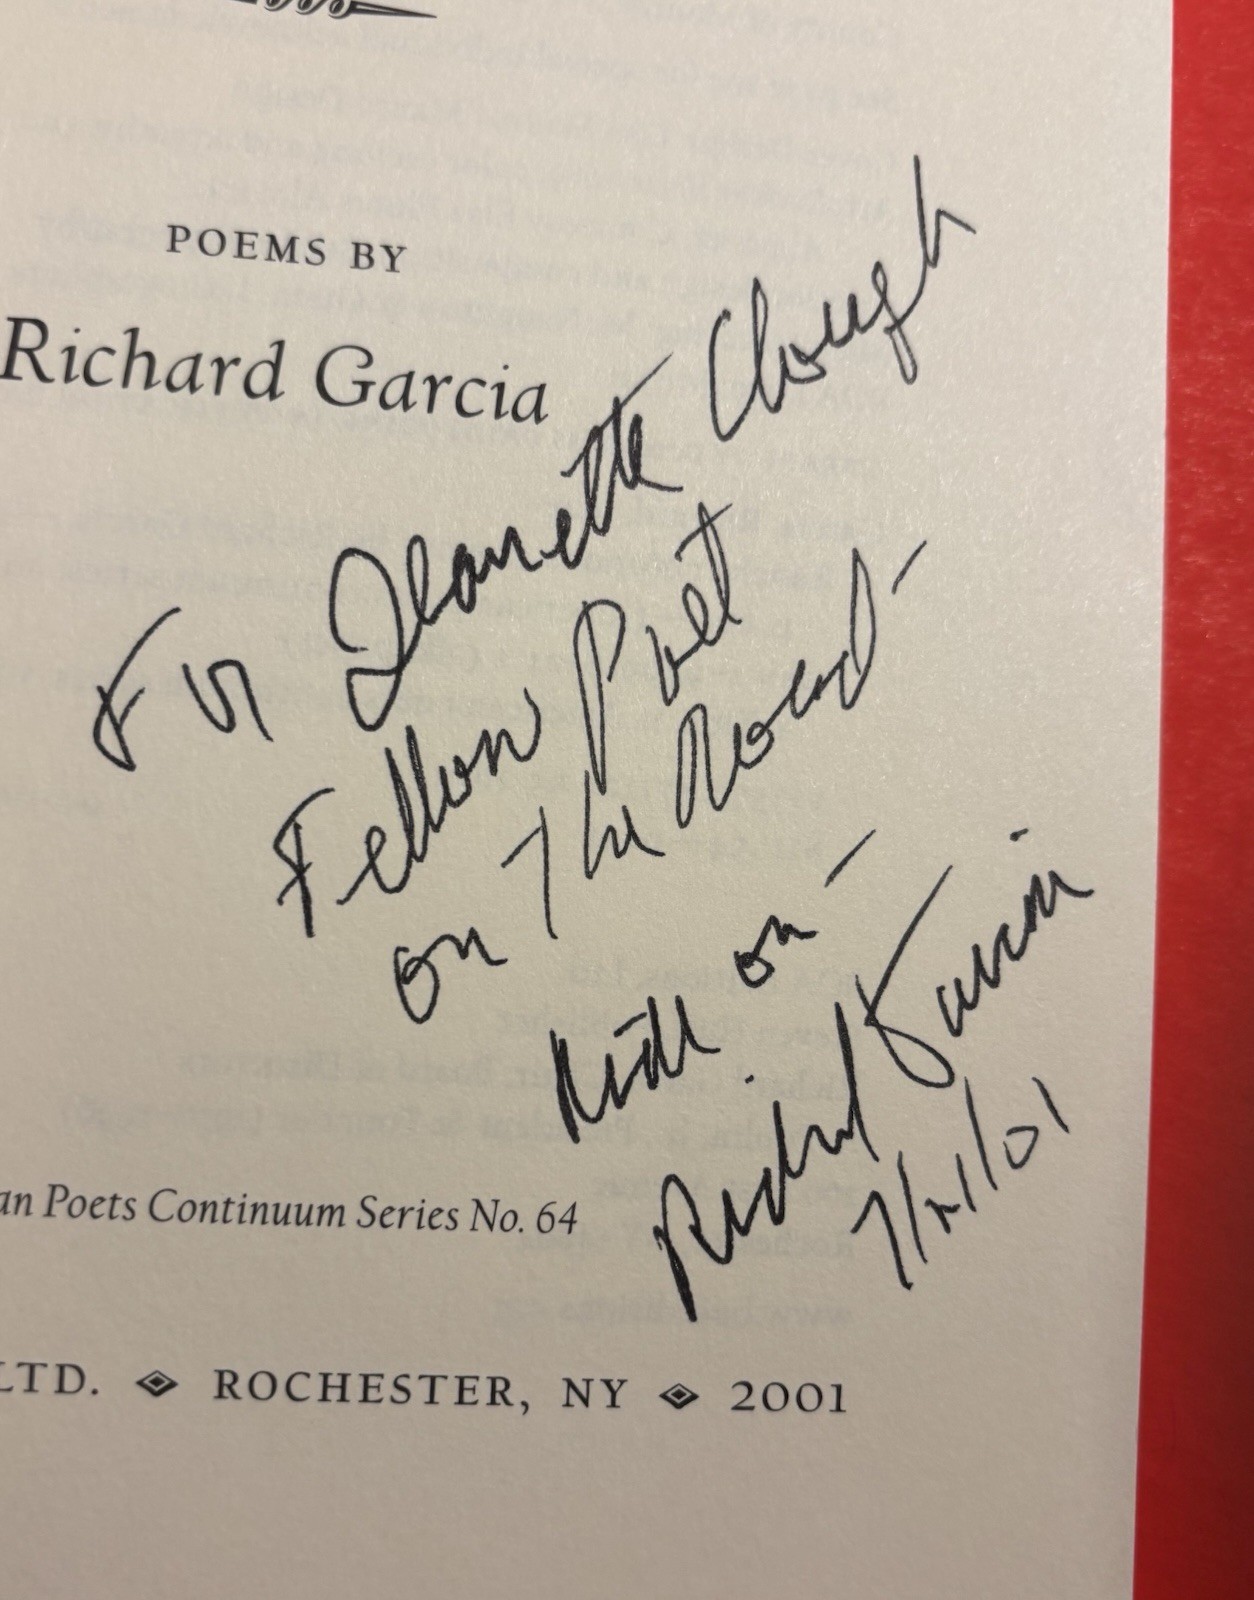 POEMS BY
Richard Garcia
For Jeanette Clough
Fellow Poet
on The Road -
Ride on -
Richard Garcia
7/21/01
an Poets Continuum Series No. 64
LTD. ROCHESTER, NY 2001